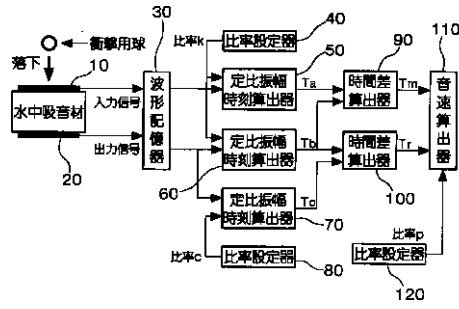 30
比率k
40
比率設定器
50
90
110
衝撃用球
落下
10
波形記憶器
定比振幅
時刻算出器
Ta
時間差
算出器
Tm
音速算出器
入力信号
水中吸音材
出力信号
20
定比振幅
時刻算出器
60
Tb
時間差
算出器
Tr
100
定比振幅
時刻算出器
Tc
70
比率c
比率設定器
80
比率p
比率設定器
120